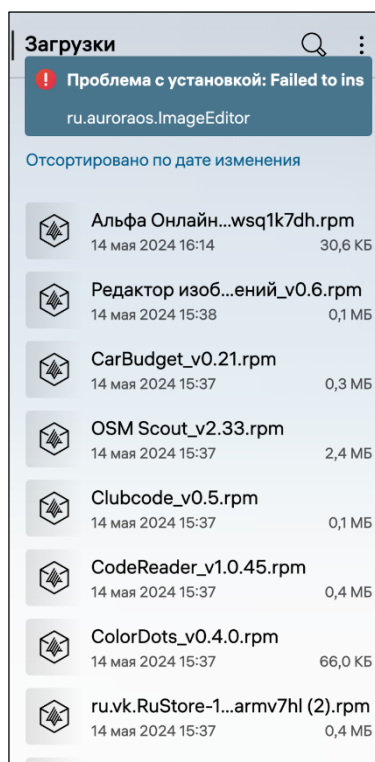 Загрузки
Проблема с установкой: Failed to ins
ru.auroraos.ImageEditor
Отсортировано по дате изменения
Альфа Онлайн...wsq1k7dh.rpm
14 мая 2024 16:14 30,6 КБ
Редактор изоб...ений_v0.6.rpm
14 мая 2024 15:38 0,1 МБ
CarBudget_v0.21.rpm
14 мая 2024 15:37 0,3 МБ
OSM Scout_v2.33.rpm
14 мая 2024 15:37 2,4 МБ
Clubcode_v0.5.rpm
14 мая 2024 15:37 0,1 МБ
CodeReader_v1.0.45.rpm
14 мая 2024 15:37 0,4 МБ
ColorDots_v0.4.0.rpm
14 мая 2024 15:37 66,0 КБ
ru.vk.RuStore-1...armv7hl (2).rpm
14 мая 2024 15:37 0,4 МБ